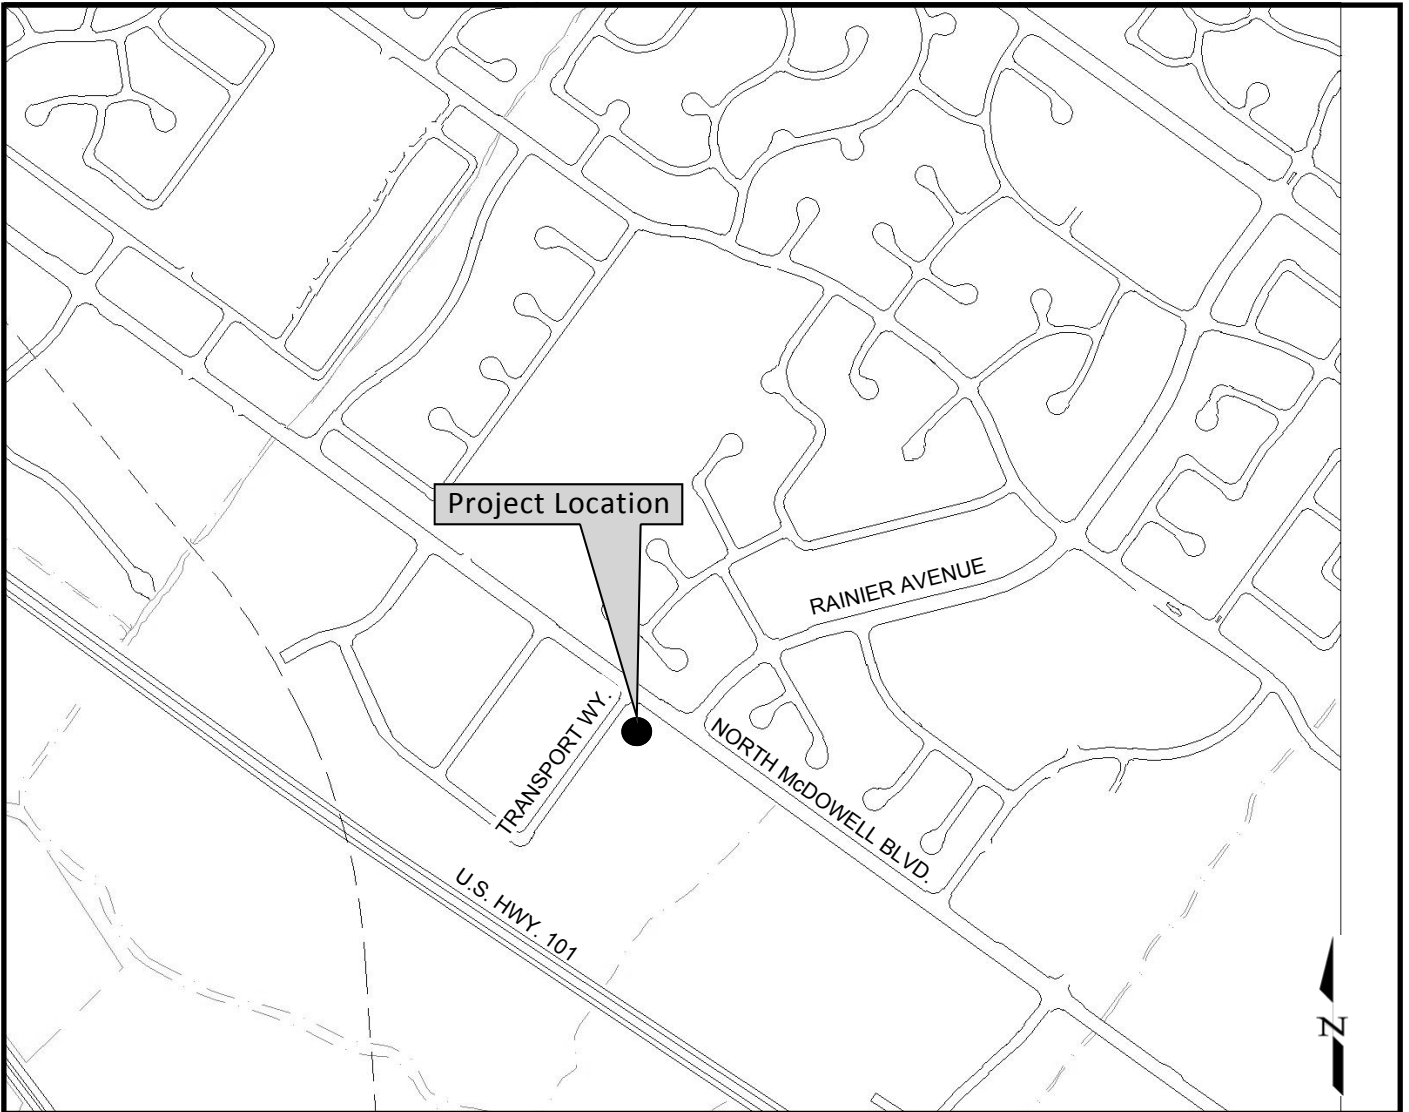 Project Location
RAINIER AVENUE
TRANSPORT WY.
NORTH McDOWELL BLVD.
U.S. HWY. 101
N